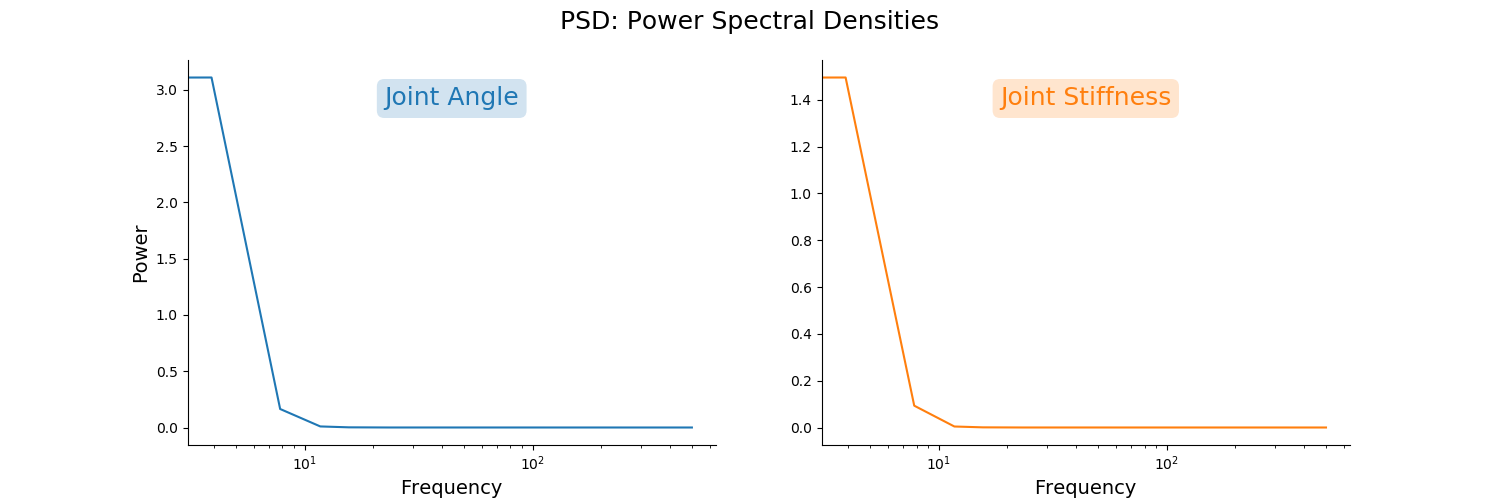 PSD: Power Spectral Densities
Joint Angle
Power
3.0
2.5
2.0
1.5
1.0
0.5
0.0
10¹ 10²
Frequency
Joint Stiffness
1.4
1.2
1.0
0.8
0.6
0.4
0.2
0.0
10¹ 10²
Frequency